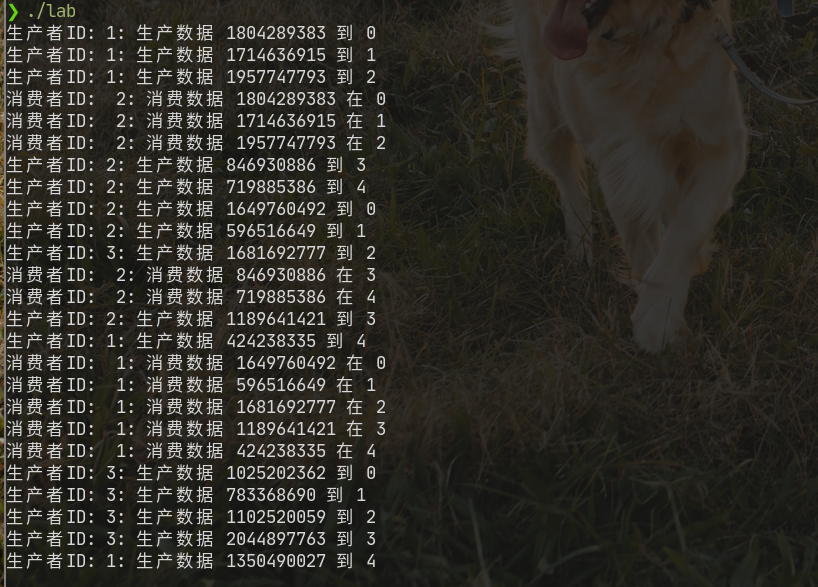 ❯ ./lab
生产者ID: 1: 生产数据 1804289383 到 0
生产者ID: 1: 生产数据 1714636915 到 1
生产者ID: 1: 生产数据 1957747793 到 2
消费者ID:  2: 消费数据 1804289383 在 0
消费者ID:  2: 消费数据 1714636915 在 1
消费者ID:  2: 消费数据 1957747793 在 2
生产者ID: 2: 生产数据 846930886 到 3
生产者ID: 2: 生产数据 719885386 到 4
生产者ID: 2: 生产数据 1649760492 到 0
生产者ID: 2: 生产数据 596516649 到 1
生产者ID: 3: 生产数据 1681692777 到 2
消费者ID:  2: 消费数据 846930886 在 3
消费者ID:  2: 消费数据 719885386 在 4
生产者ID: 2: 生产数据 1189641421 到 3
生产者ID: 1: 生产数据 424238335 到 4
消费者ID:  1: 消费数据 1649760492 在 0
消费者ID:  1: 消费数据 596516649 在 1
消费者ID:  1: 消费数据 1681692777 在 2
消费者ID:  1: 消费数据 1189641421 在 3
消费者ID:  1: 消费数据 424238335 在 4
生产者ID: 3: 生产数据 1025202362 到 0
生产者ID: 3: 生产数据 783368690 到 1
生产者ID: 3: 生产数据 1102520059 到 2
生产者ID: 3: 生产数据 2044897763 到 3
生产者ID: 1: 生产数据 1350490027 到 4